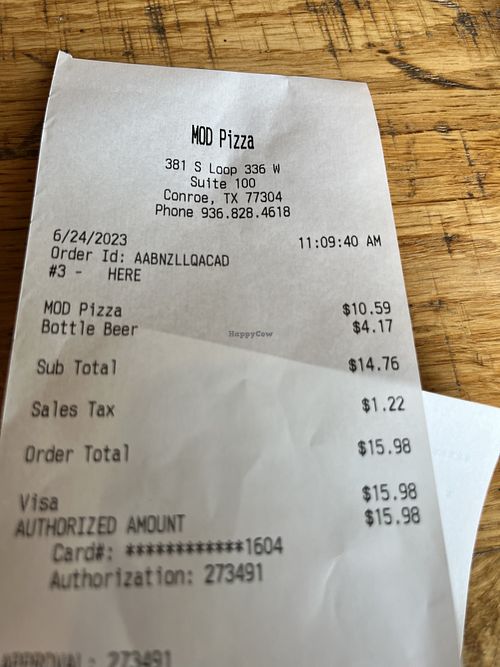 MOD Pizza
381 S Loop 336 W
Suite 100
Conroe, TX 77304
Phone 936.828.4618
6/24/2023 11:09:40 AM
Order Id: AABNZLLQACAD
#3 - HERE
MOD Pizza $10.59
Bottle Beer $4.17
HappyCow
Sub Total $14.76
Sales Tax $1.22
Order Total $15.98
Visa $15.98
AUTHORIZED AMOUNT $15.98
Card#: ************1604
Authorization: 273491
APPROVAL: 273491